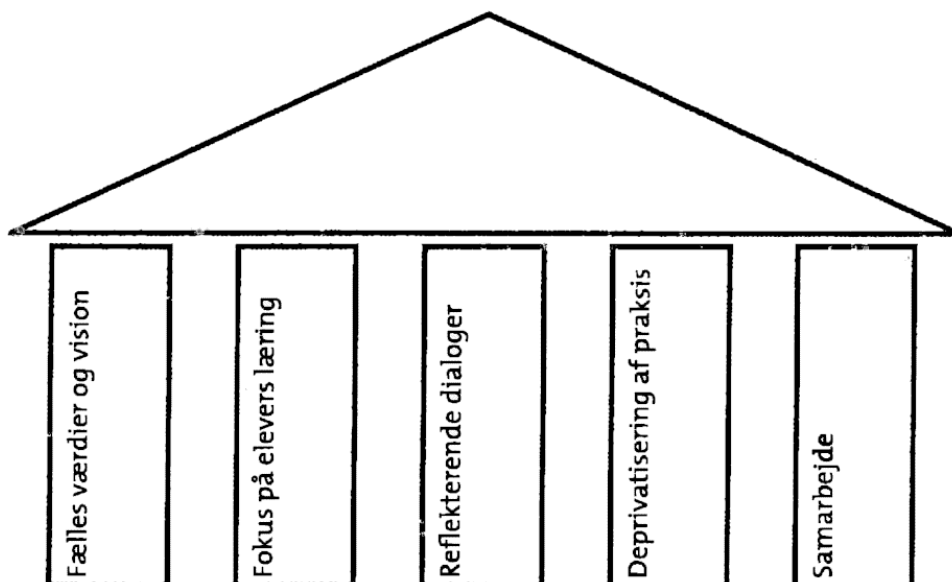 Fælles værdier og vision
Fokus på elevers læring
Reflekterende dialoger
Deprivatisering af praksis
Samarbejde